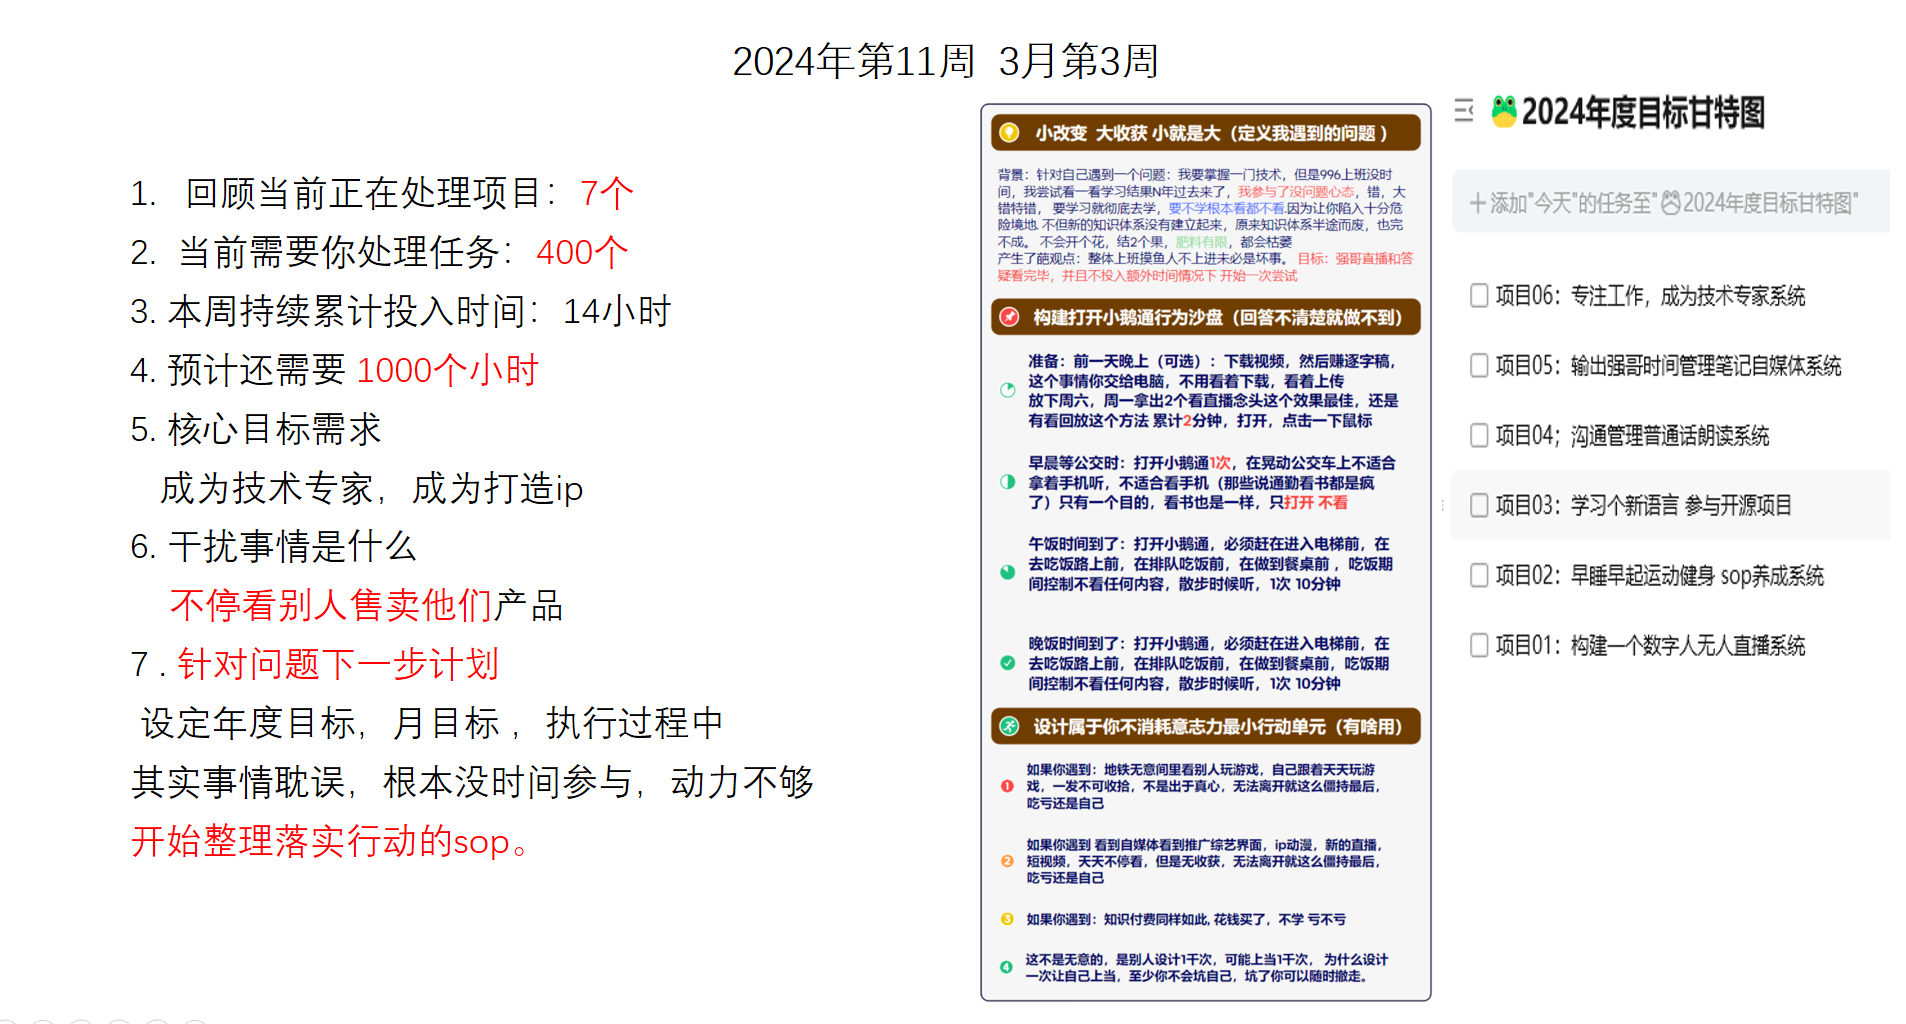 2024年第11周 3月第3周
1. 回顾当前正在处理项目：7个
2. 当前需要你处理任务：400个
3. 本周持续累计投入时间：14小时
4. 预计还需要 1000个小时
5. 核心目标需求
成为技术专家，成为打造ip
6. 干扰事情是什么
不停看别人售卖他们产品
7 . 针对问题下一步计划
设定年度目标，月目标 ，执行过程中
其实事情耽误，根本没时间参与，动力不够
开始整理落实行动的sop。
小改变 大收获 小就是大（定义我遇到的问题 ）
背景：针对自己遇到一个问题：我要掌握一门技术，但是996上班没时
间，我尝试看一看学习结果N年过去来了，我参与了没问题心态，错，大
错特错， 要学习就彻底去学，要不学根本看都不看.因为让你陷入十分危
险境地. 不但新的知识体系没有建立起来，原来知识体系半途而废，也完
不成。 不会开个花，结2个果，肥料有限，都会枯萎
产生了葩观点：整体上班摸鱼人不上进未必是坏事。 目标：强哥直播和答
疑看完毕，并且不投入额外时间情况下 开始一次尝试
构建打开小鹅通行为沙盘（回答不清楚就做不到）
准备：前一天晚上（可选）：下载视频，然后赚逐字稿，
这个事情你交给电脑，不用看着下载，看着上传
放下周六，周一拿出2个看直播念头这个效果最佳，还是
有看回放这个方法 累计2分钟，打开，点击一下鼠标
早晨等公交时：打开小鹅通1次，在晃动公交车上不适合
拿着手机听，不适合看手机（那些说通勤看书都是疯
了）只有一个目的，看书也是一样，只打开 不看
午饭时间到了：打开小鹅通，必须赶在进入电梯前，在
去吃饭路上前，在排队吃饭前，在做到餐桌前 ，吃饭期
间控制不看任何内容，散步时候听，1次 10分钟
晚饭时间到了：打开小鹅通，必须赶在进入电梯前，在
去吃饭路上前，在排队吃饭前，在做到餐桌前，吃饭期
间控制不看任何内容，散步时候听，1次 10分钟
设计属于你不消耗意志力最小行动单元（有啥用）
1 如果你遇到：地铁无意间里看别人玩游戏，自己跟着天天玩游
戏，一发不可收拾，不是出于真心，无法离开就这么僵持最后，
吃亏还是自己
2 如果你遇到 看到自媒体看到推广综艺界面，ip动漫，新的直播，
短视频，天天不停看，但是无收获，无法离开就这么僵持最后，
吃亏还是自己
3 如果你遇到：知识付费同样如此, 花钱买了，不学 亏不亏
4 这不是无意的，是别人设计1千次，可能上当1千次， 为什么设计
一次让自己上当，至少你不会坑自己，坑了你可以随时撤走。
2024年度目标甘特图
＋添加"今天"的任务至"🐸2024年度目标甘特图"
项目06：专注工作，成为技术专家系统
项目05：输出强哥时间管理笔记自媒体系统
项目04；沟通管理普通话朗读系统
项目03：学习个新语言 参与开源项目
项目02：早睡早起运动健身 sop养成系统
项目01：构建一个数字人无人直播系统